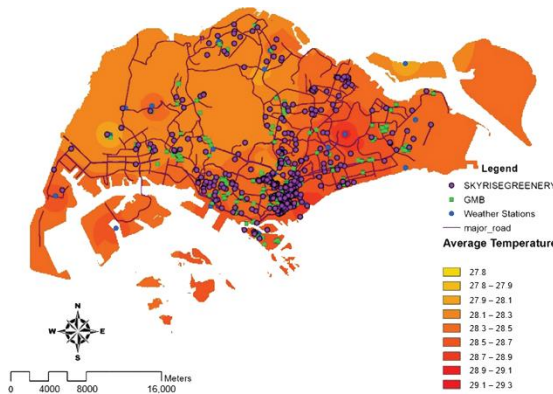 Legend
SKYRISEGREENERY
GMB
Weather Stations
major_road
Average Temperature
27.8
27.8 – 27.9
27.9 – 28.1
28.1 – 28.3
28.3 – 28.5
28.5 – 28.7
28.7 – 28.9
28.9 – 29.1
29.1 – 29.3
N
W E
S
Meters
0 4000 8000 16,000